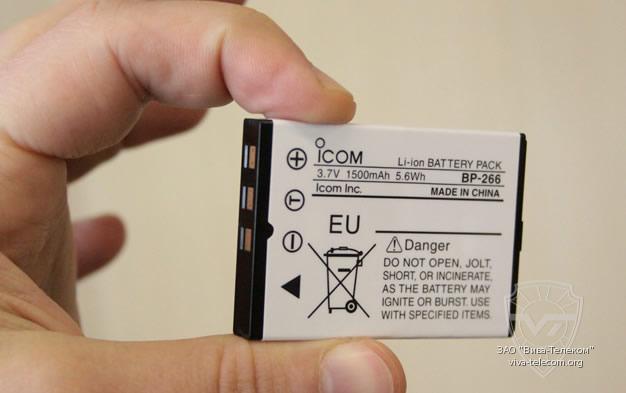 iCOM
Li-ion BATTERY PACK
3.7V 1500mAh 5.6Wh BP-266
Icom Inc. MADE IN CHINA
+
T
−
EU
Danger
DO NOT OPEN, JOLT,
SHORT, OR INCINERATE,
AS THE BATTERY MAY
IGNITE OR BURST. USE
WITH SPECIFIED ITEMS.
ЗАО "Вива-Телеком"
viva-telecom.org